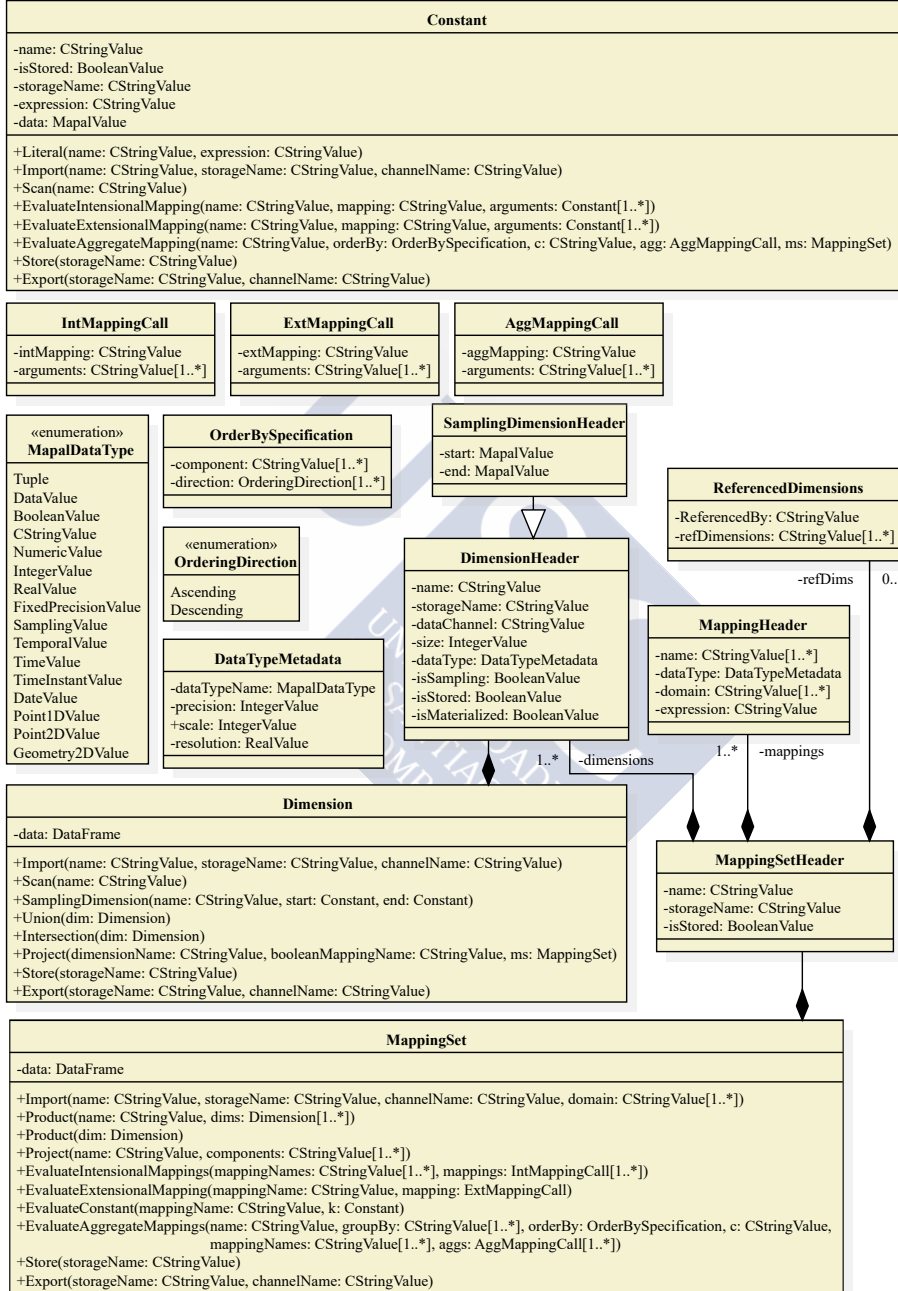 Constant
-name: CStringValue
-isStored: BooleanValue
-storageName: CStringValue
-expression: CStringValue
-data: MapalValue
+Literal(name: CStringValue, expression: CStringValue)
+Import(name: CStringValue, storageName: CStringValue, channelName: CStringValue)
+Scan(name: CStringValue)
+EvaluateIntensionalMapping(name: CStringValue, mapping: CStringValue, arguments: Constant[1..*])
+EvaluateExtensionalMapping(name: CStringValue, mapping: CStringValue, arguments: Constant[1..*])
+EvaluateAggregateMapping(name: CStringValue, orderBy: OrderBySpecification, c: CStringValue, agg: AggMappingCall, ms: MappingSet)
+Store(storageName: CStringValue)
+Export(storageName: CStringValue, channelName: CStringValue)
IntMappingCall
-intMapping: CStringValue
-arguments: CStringValue[1..*]
ExtMappingCall
-extMapping: CStringValue
-arguments: CStringValue[1..*]
AggMappingCall
-aggMapping: CStringValue
-arguments: CStringValue[1..*]
«enumeration»
MapalDataType
Tuple
DataValue
BooleanValue
CStringValue
NumericValue
IntegerValue
RealValue
FixedPrecisionValue
SamplingValue
TemporalValue
TimeValue
TimeInstantValue
DateValue
Point1DValue
Point2DValue
Geometry2DValue
OrderBySpecification
-component: CStringValue[1..*]
-direction: OrderingDirection[1..*]
«enumeration»
OrderingDirection
Ascending
Descending
DataTypeMetadata
-dataTypeName: MapalDataType
-precision: IntegerValue
+scale: IntegerValue
-resolution: RealValue
SamplingDimensionHeader
-start: MapalValue
-end: MapalValue
DimensionHeader
-name: CStringValue
-storageName: CStringValue
-dataChannel: CStringValue
-size: IntegerValue
-dataType: DataTypeMetadata
-isSampling: BooleanValue
-isStored: BooleanValue
-isMaterialized: BooleanValue
ReferencedDimensions
-ReferencedBy: CStringValue
-refDimensions: CStringValue[1..*]
-refDims 0..
MappingHeader
-name: CStringValue[1..*]
-dataType: DataTypeMetadata
-domain: CStringValue[1..*]
-expression: CStringValue
1..* -dimensions
1..* -mappings
Dimension
-data: DataFrame
+Import(name: CStringValue, storageName: CStringValue, channelName: CStringValue)
+Scan(name: CStringValue)
+SamplingDimension(name: CStringValue, start: Constant, end: Constant)
+Union(dim: Dimension)
+Intersection(dim: Dimension)
+Project(dimensionName: CStringValue, booleanMappingName: CStringValue, ms: MappingSet)
+Store(storageName: CStringValue)
+Export(storageName: CStringValue, channelName: CStringValue)
MappingSetHeader
-name: CStringValue
-storageName: CStringValue
-isStored: BooleanValue
MappingSet
-data: DataFrame
+Import(name: CStringValue, storageName: CStringValue, channelName: CStringValue, domain: CStringValue[1..*])
+Product(name: CStringValue, dims: Dimension[1..*])
+Product(dim: Dimension)
+Project(name: CStringValue, components: CStringValue[1..*])
+EvaluateIntensionalMappings(mappingNames: CStringValue[1..*], mappings: IntMappingCall[1..*])
+EvaluateExtensionalMapping(mappingName: CStringValue, mapping: ExtMappingCall)
+EvaluateConstant(mappingName: CStringValue, k: Constant)
+EvaluateAggregateMappings(name: CStringValue, groupBy: CStringValue[1..*], orderBy: OrderBySpecification, c: CStringValue,
mappingNames: CStringValue[1..*], aggs: AggMappingCall[1..*])
+Store(storageName: CStringValue)
+Export(storageName: CStringValue, channelName: CStringValue)